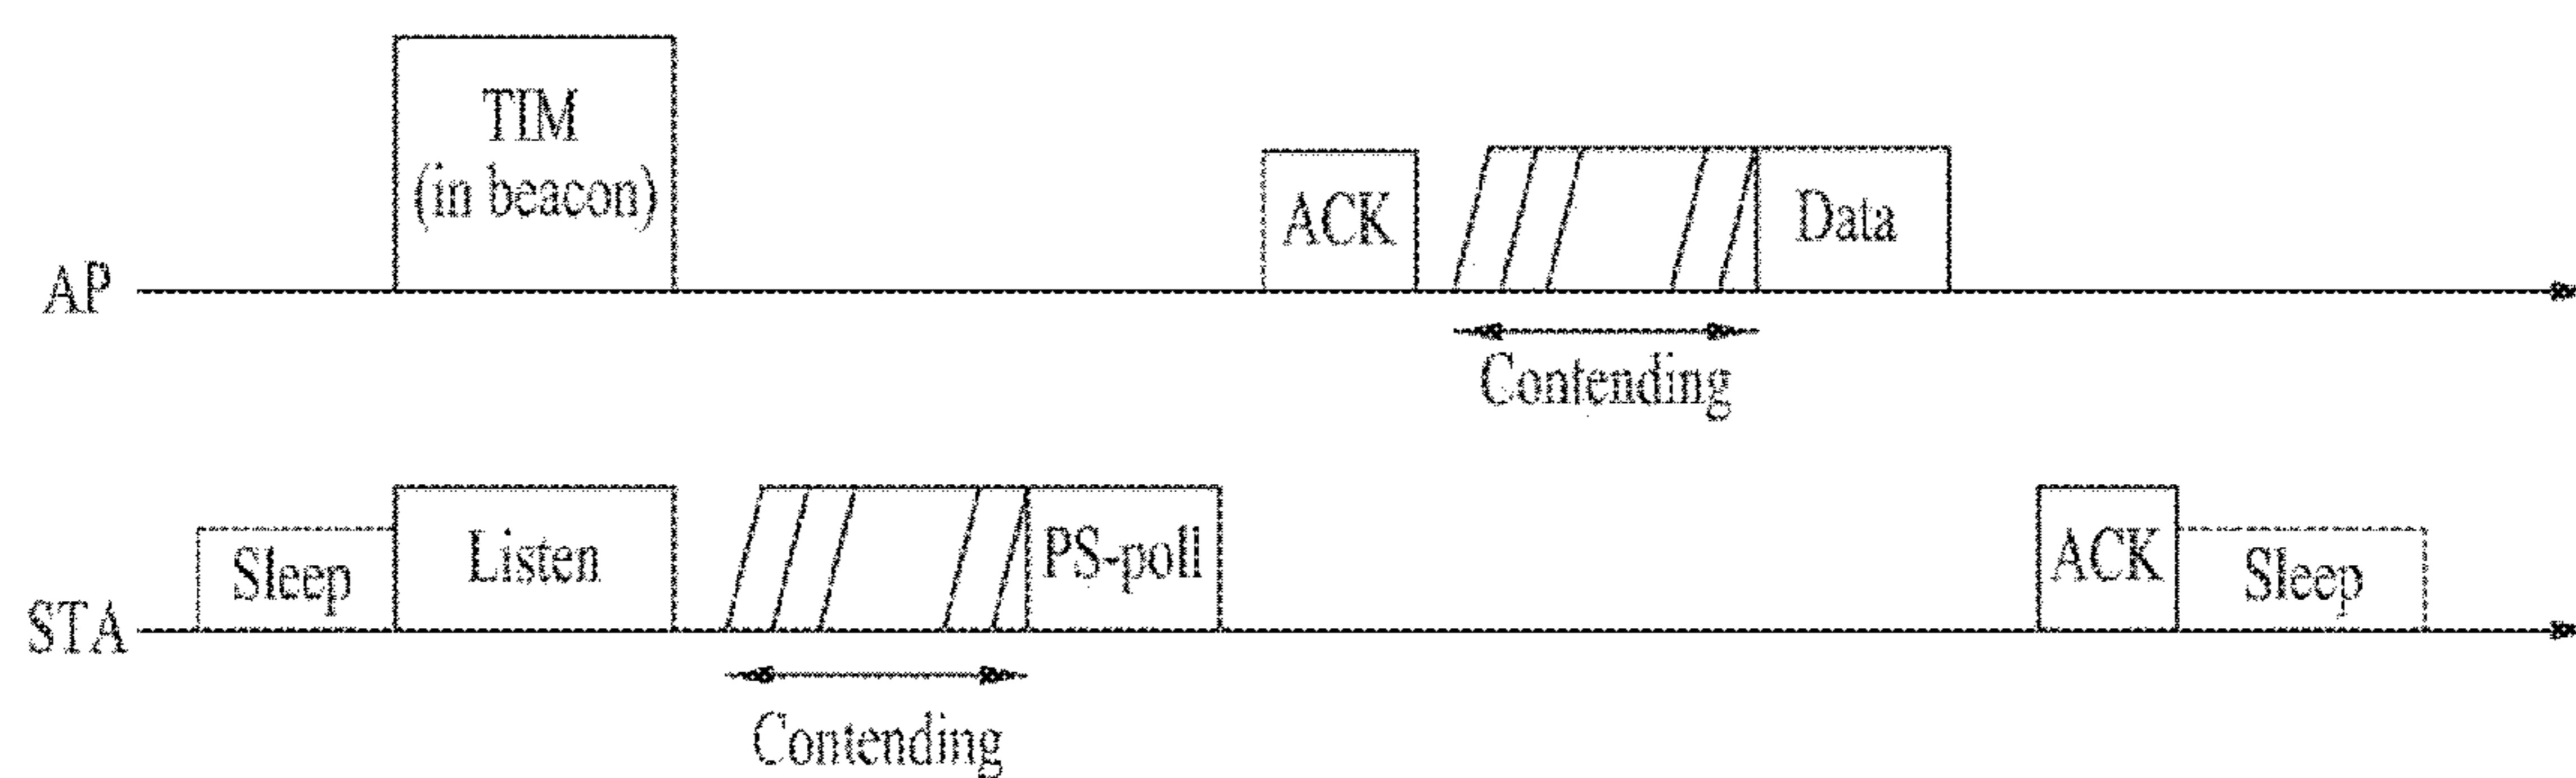 TIM
(in beacon)
ACK
Data
AP
Contending
Sleep
Listen
PS-poll
ACK
Sleep
STA
Contending